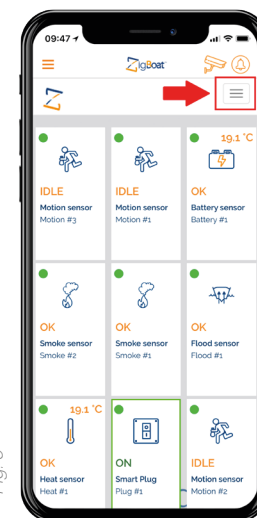 09:47
ZigBoat
19.1 °C
IDLE
Motion sensor
Motion #3
IDLE
Motion sensor
Motion #1
OK
Battery sensor
Battery #1
OK
Smoke sensor
Smoke #2
OK
Smoke sensor
Smoke #1
OK
Flood sensor
Flood #1
19.1 °C
OK
Heat sensor
Heat #1
ON
Smart Plug
Plug #1
IDLE
Motion sensor
Motion #2